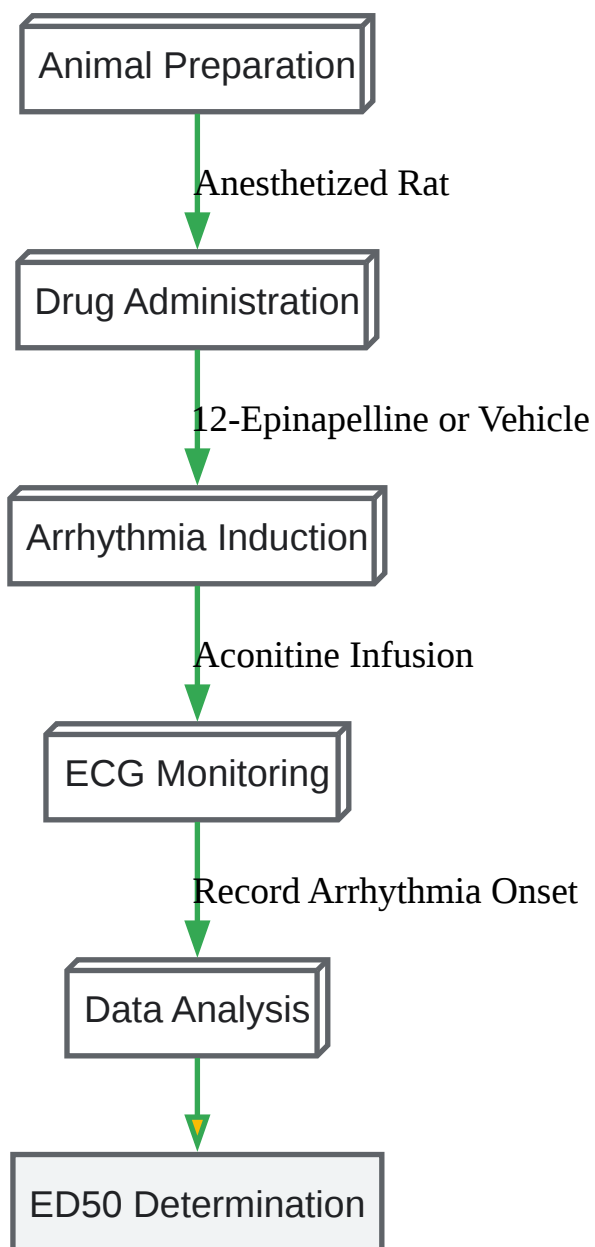 Animal Preparation
Anesthetized Rat
Drug Administration
12-Epinapelline or Vehicle
Arrhythmia Induction
Aconitine Infusion
ECG Monitoring
Record Arrhythmia Onset
Data Analysis
ED50 Determination